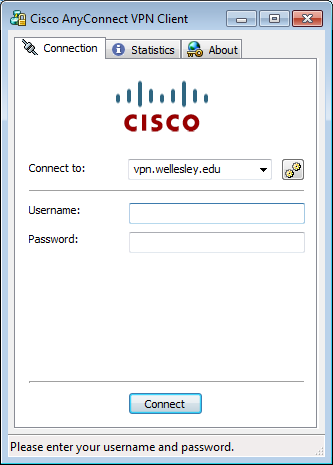 Cisco AnyConnect VPN Client
Connection Statistics About
CISCO
Connect to: vpn.wellesley.edu
Username:
Password:
Connect
Please enter your username and password.